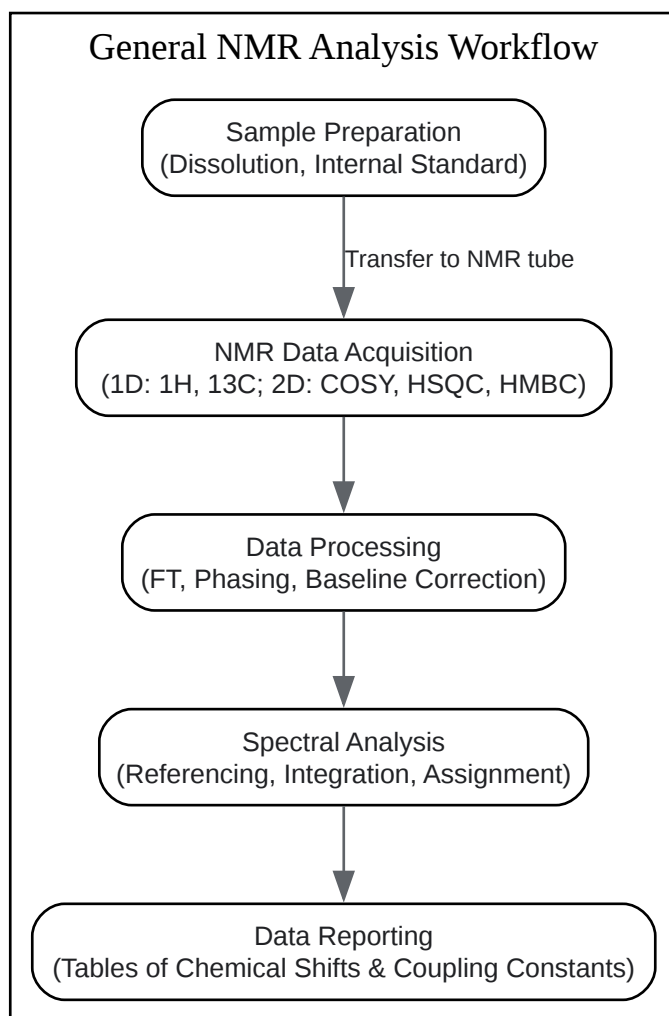 General NMR Analysis Workflow
Sample Preparation
(Dissolution, Internal Standard)
Transfer to NMR tube
NMR Data Acquisition
(1D: 1H, 13C; 2D: COSY, HSQC, HMBC)
Data Processing
(FT, Phasing, Baseline Correction)
Spectral Analysis
(Referencing, Integration, Assignment)
Data Reporting
(Tables of Chemical Shifts & Coupling Constants)